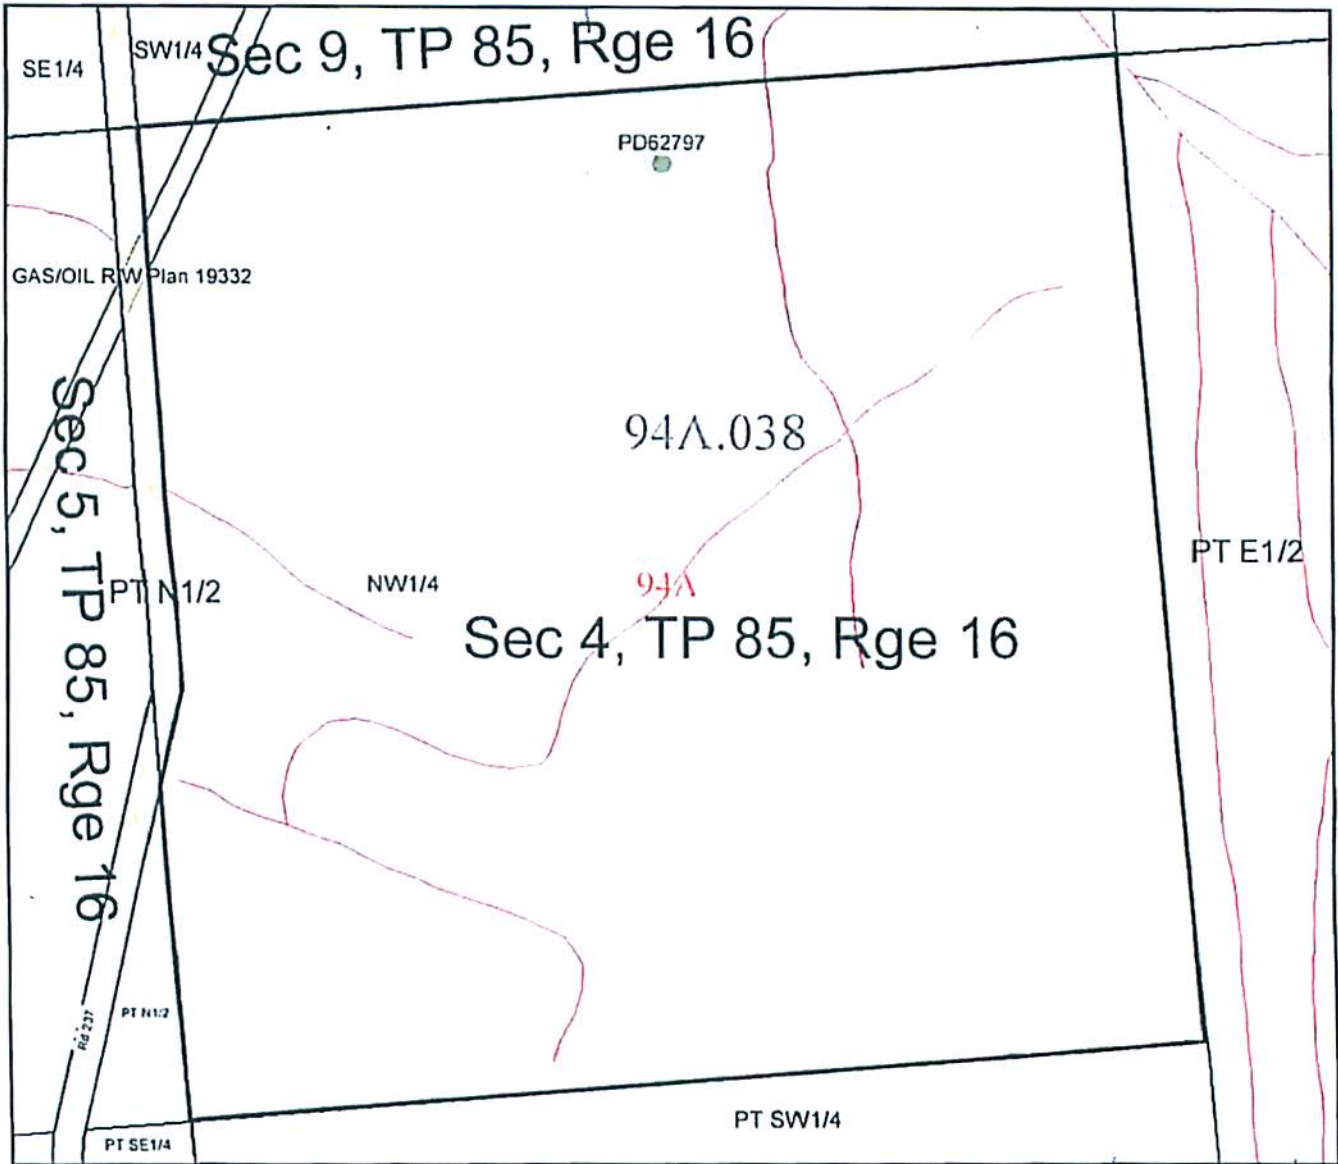 SE1/4
SW1/4
Sec 9, TP 85, Rge 16
PD62797
GAS/OIL R/W Plan 19332
94A.038
Sec 5, TP 85, Rge 16
PT N1/2
NW1/4
94A
PT E1/2
Sec 4, TP 85, Rge 16
Rd 237
PT N1/2
PT SW1/4
PT SE1/4